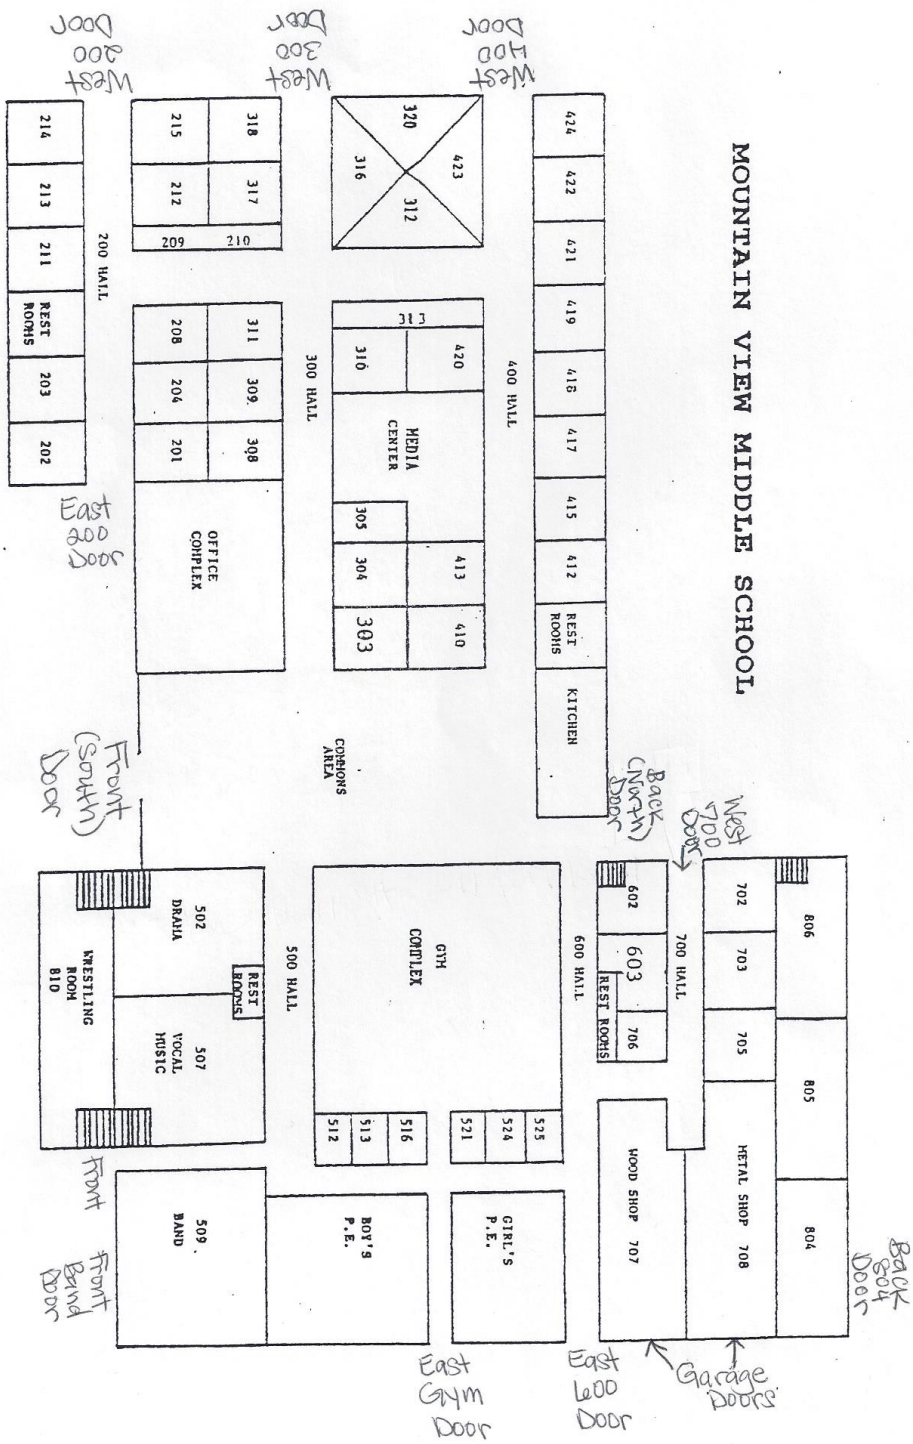 MOUNTAIN VIEW MIDDLE SCHOOL
Back
804
Door
806
805
804
West
700
Door
702
703
705
METAL SHOP 708
Garage
Doors
700 HALL
Back
(North)
Door
602
603
706
REST ROOMS
WOOD SHOP 707
East
600
Door
600 HALL
424
422
421
419
416
417
415
412
REST
ROOMS
KITCHEN
West
400
Door
400 HALL
423
320
312
316
313
420
310
MEDIA
CENTER
305
413
304
410
303
COMMONS
AREA
GYM
COMPLEX
525
524
521
516
513
512
GIRL'S
P.E.
BOY'S
P.E.
East
Gym
Door
West
300
Door
300 HALL
500 HALL
318
317
210
215
212
209
311
309
308
208
204
201
OFFICE
COMPLEX
502
DRAMA
REST
ROOMS
507
VOCAL
MUSIC
509
BAND
West
200
Door
200 HALL
214
213
211
REST
ROOMS
203
202
East
200
Door
Front
(South)
Door
WRESTLING
ROOM
810
Front
Front
Band
Door